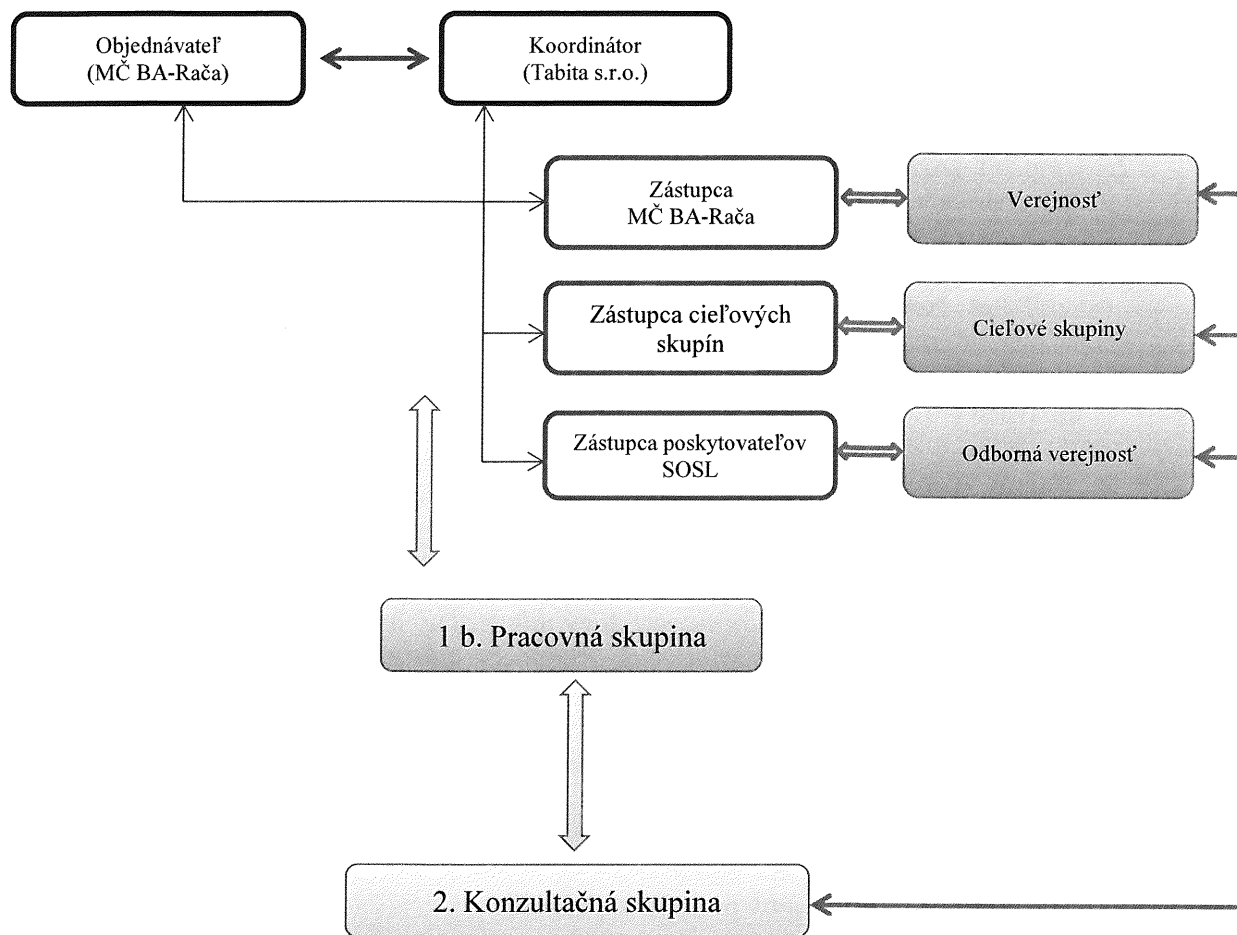 Objednávateľ
(MČ BA-Rača)
Koordinátor
(Tabita s.r.o.)
Zástupca
MČ BA-Rača
Verejnosť
Zástupca cieľových
skupín
Cieľové skupiny
Zástupca poskytovateľov
SOSL
Odborná verejnosť
1 b. Pracovná skupina
2. Konzultačná skupina